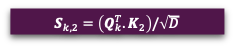 S_{k,2} = (Q_k^T.K_2)/√D